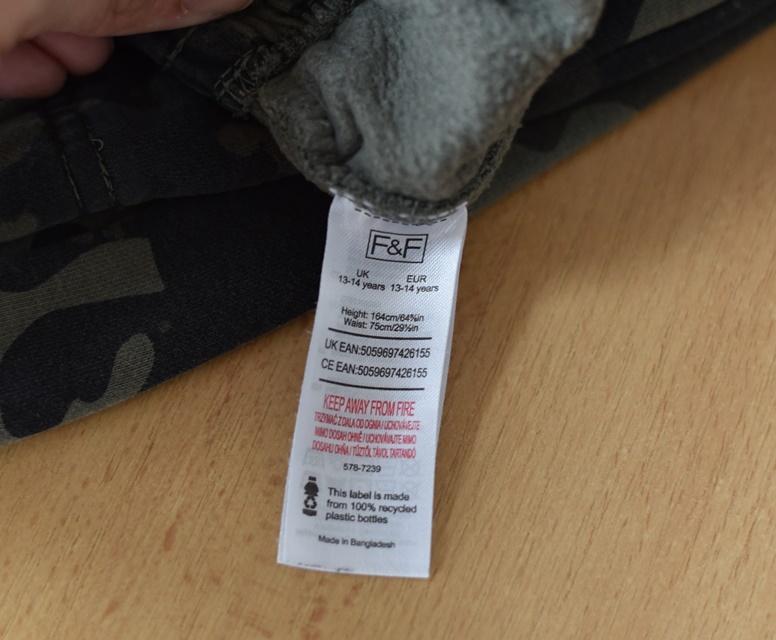 F&F
UK EUR
13-14 years 13-14 years
Height: 164cm/64⅝in
Waist: 75cm/29½in
UK EAN:5059697426155
CE EAN:5059697426155
KEEP AWAY FROM FIRE
TRZYMAĆ Z DALA OD OGNIA / UCHOVÁVEJTE
MIMO DOSAH OHNĚ / UCHOVÁVAJTE MIMO
DOSAHU OHŇA / TŰZTŐL TÁVOL TARTANDÓ
578-7239
This label is made
from 100% recycled
plastic bottles
Made in Bangladesh